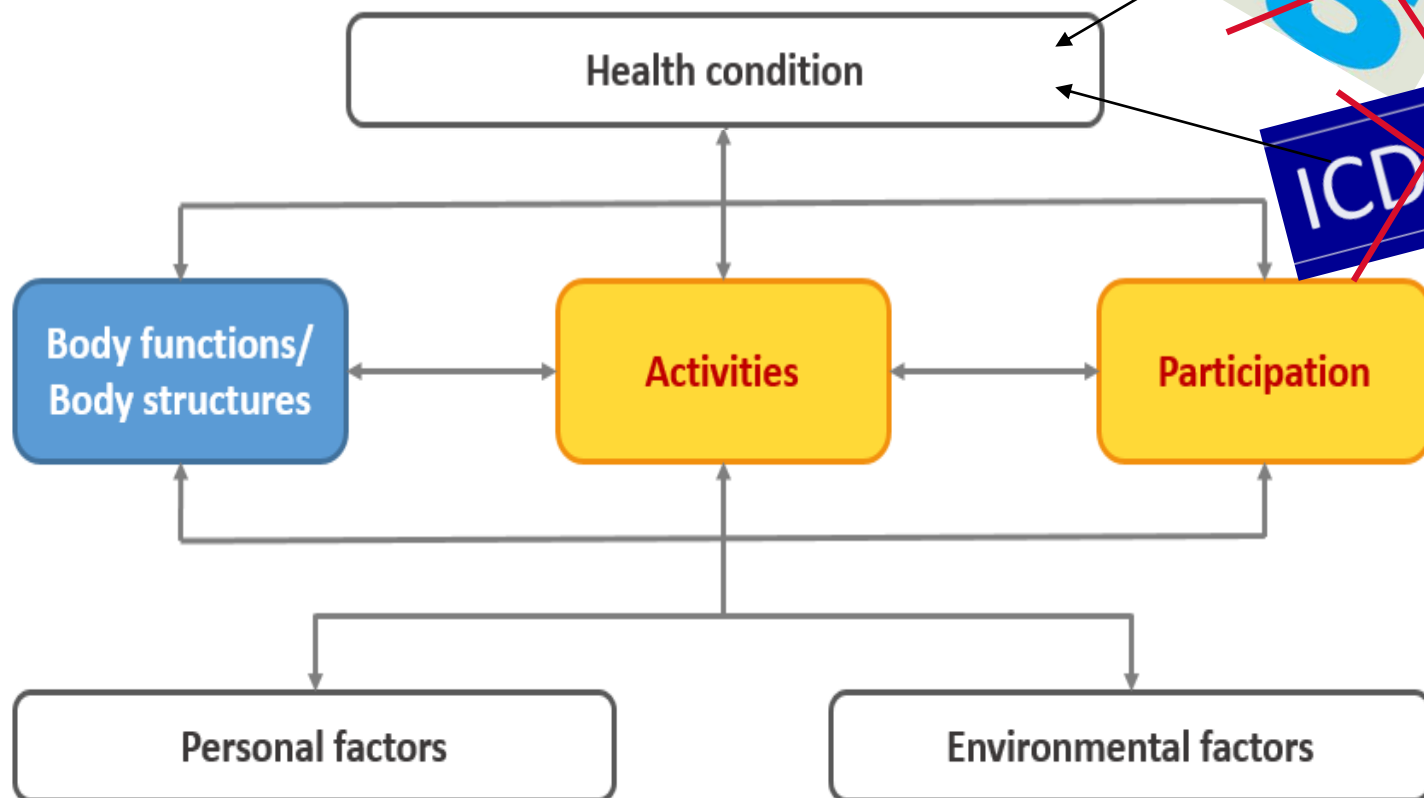 Health condition
ICD
Body functions/
Body structures
Activities
Participation
Personal factors
Environmental factors